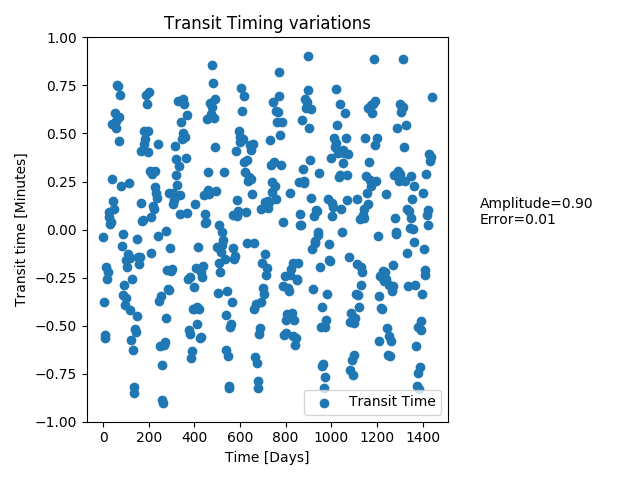 Transit Timing variations
1.00
0.75
0.50
0.25
0.00
−0.25
−0.50
−0.75
−1.00
Transit time [Minutes]
Amplitude=0.90
Error=0.01
Transit Time
0 200 400 600 800 1000 1200 1400
Time [Days]